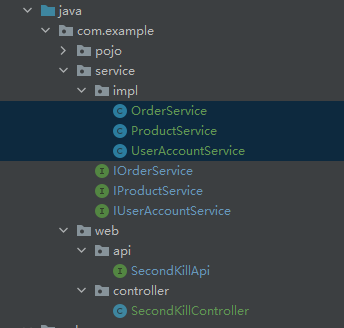 java
com.example
pojo
service
impl
OrderService
ProductService
UserAccountService
IOrderService
IProductService
IUserAccountService
web
api
SecondKillApi
controller
SecondKillController